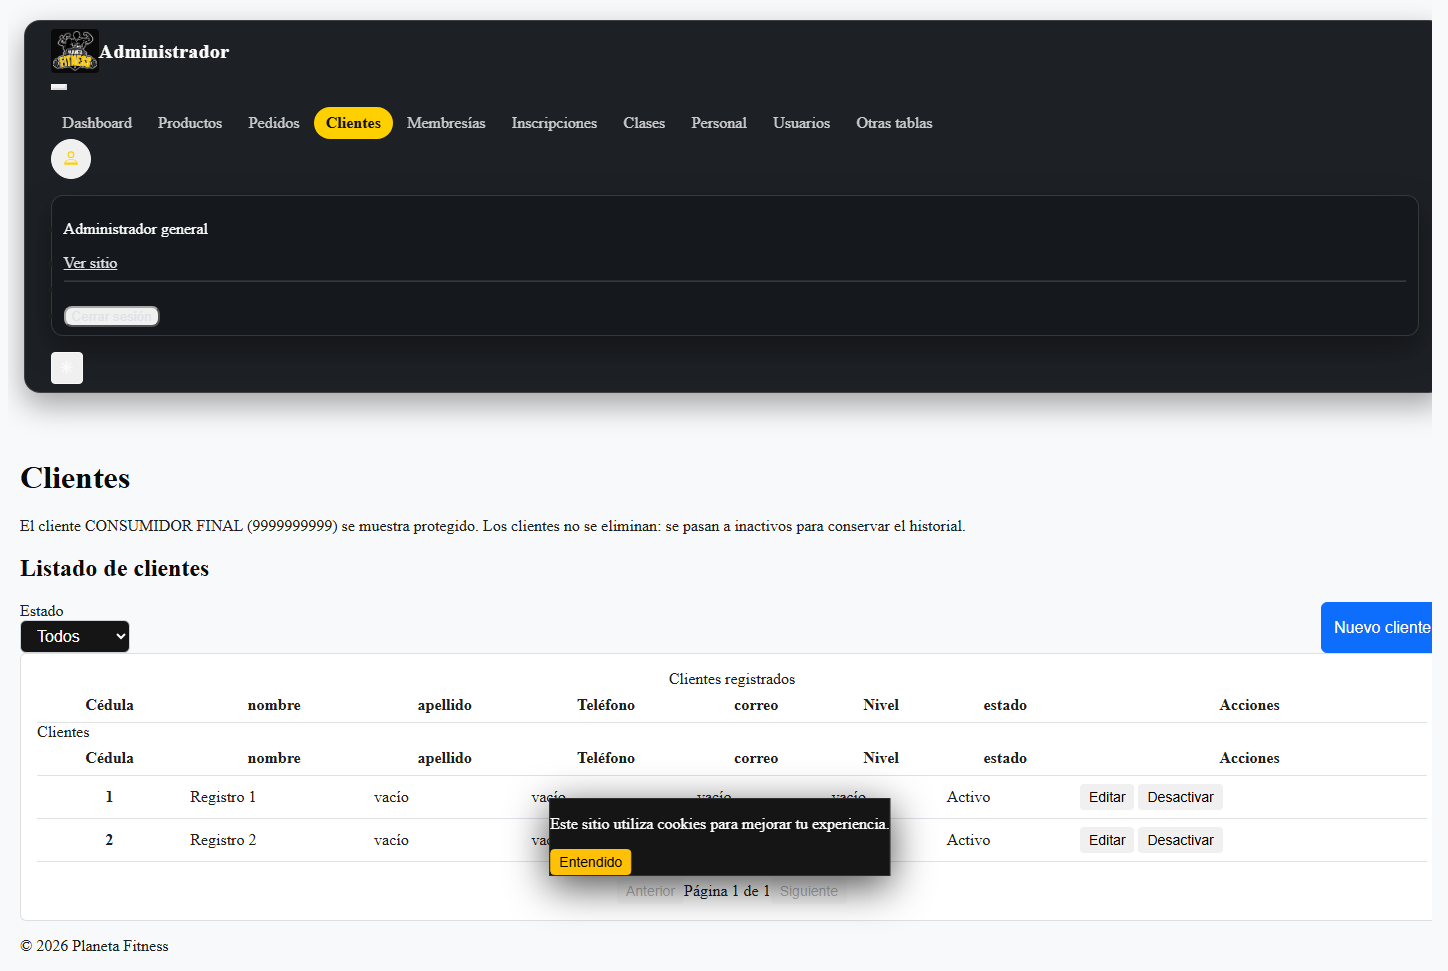 PLANETA
FITNESS
Administrador
Dashboard Productos Pedidos Clientes Membresías Inscripciones Clases Personal Usuarios Otras tablas
Administrador general
Ver sitio
Cerrar sesión
Clientes
El cliente CONSUMIDOR FINAL (9999999999) se muestra protegido. Los clientes no se eliminan: se pasan a inactivos para conservar el historial.
Listado de clientes
Estado
Todos
Nuevo cliente
Clientes registrados
Cédula nombre apellido Teléfono correo Nivel estado Acciones
Clientes
Cédula nombre apellido Teléfono correo Nivel estado Acciones
1 Registro 1 vacío vacío vacío vacío Activo Editar Desactivar
2 Registro 2 vacío Activo Editar Desactivar
Este sitio utiliza cookies para mejorar tu experiencia.
Entendido
Anterior Página 1 de 1 Siguiente
© 2026 Planeta Fitness